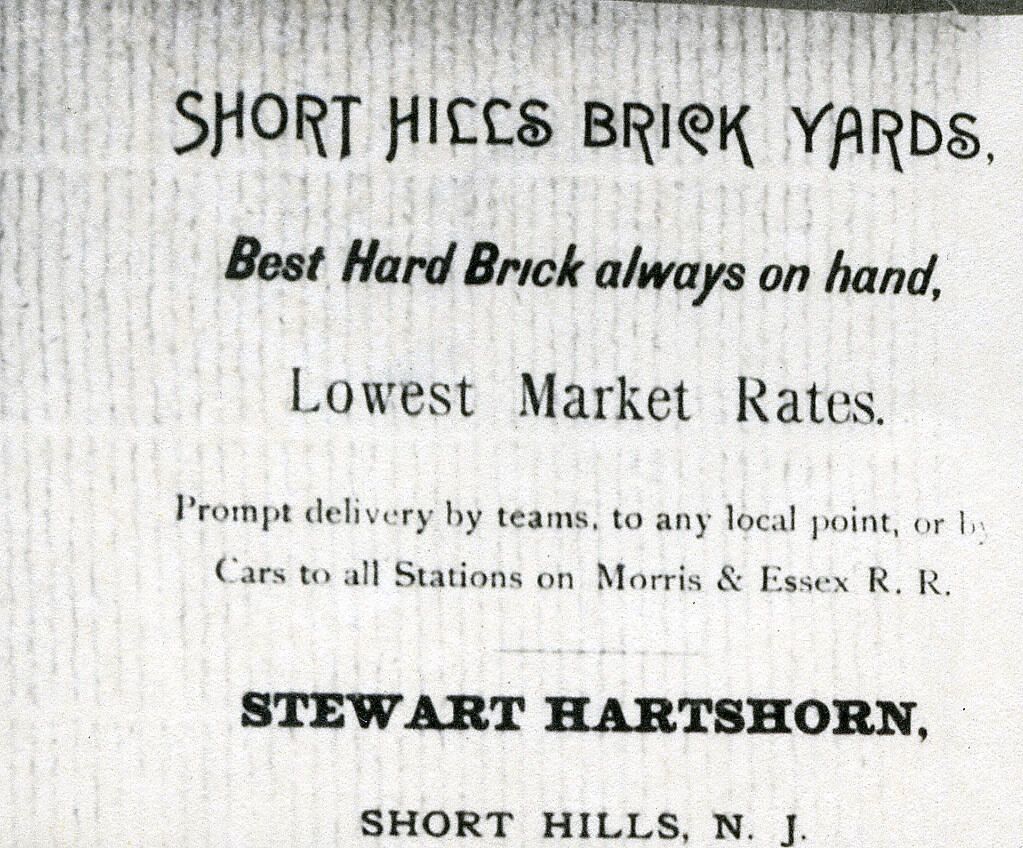 SHORT HILLS BRICK YARDS,
Best Hard Brick always on hand,
Lowest Market Rates.
Prompt delivery by teams, to any local point, or by
Cars to all Stations on Morris & Essex R. R.
STEWART HARTSHORN,
SHORT HILLS, N. J.